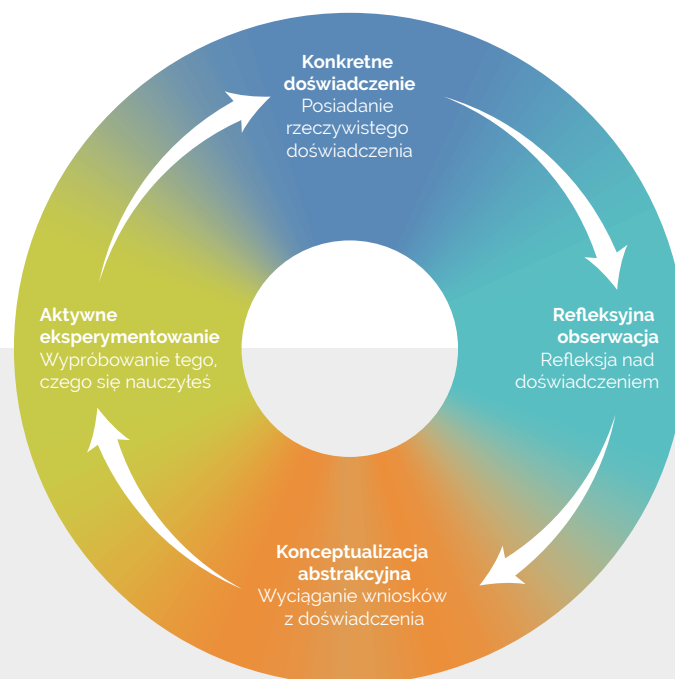 Konkretne
doświadczenie
Posiadanie
rzeczywistego
doświadczenia
Refleksyjna
obserwacja
Refleksja nad
doświadczeniem
Konceptualizacja
abstrakcyjna
Wyciąganie wniosków
z doświadczenia
Aktywne
eksperymentowanie
Wypróbowanie tego,
czego się nauczyłeś